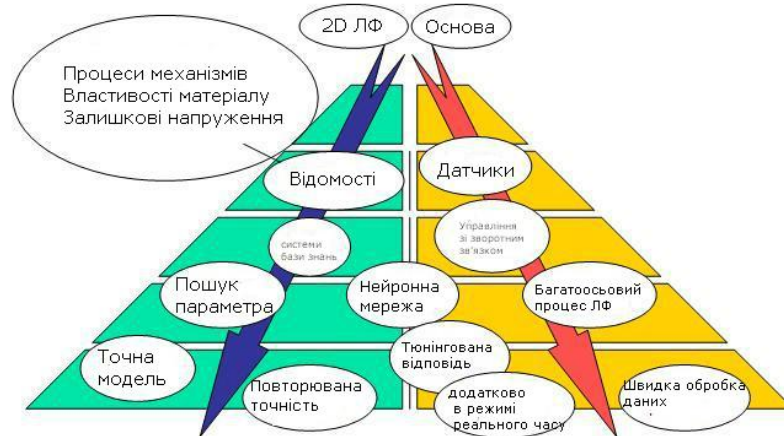 2D ЛФ
Основа
Процеси механізмів
Властивості матеріалу
Залишкові напруження
Відомості
Датчики
системи
бази знань
Управління
зі зворотним
зв'язком
Пошук
параметра
Нейронна
мережа
Багатоосьовий
процес ЛФ
Точна
модель
Повторювана
точність
Тюнінгована
відповідь
додатково
в режимі
реального часу
Швидка обробка
даних